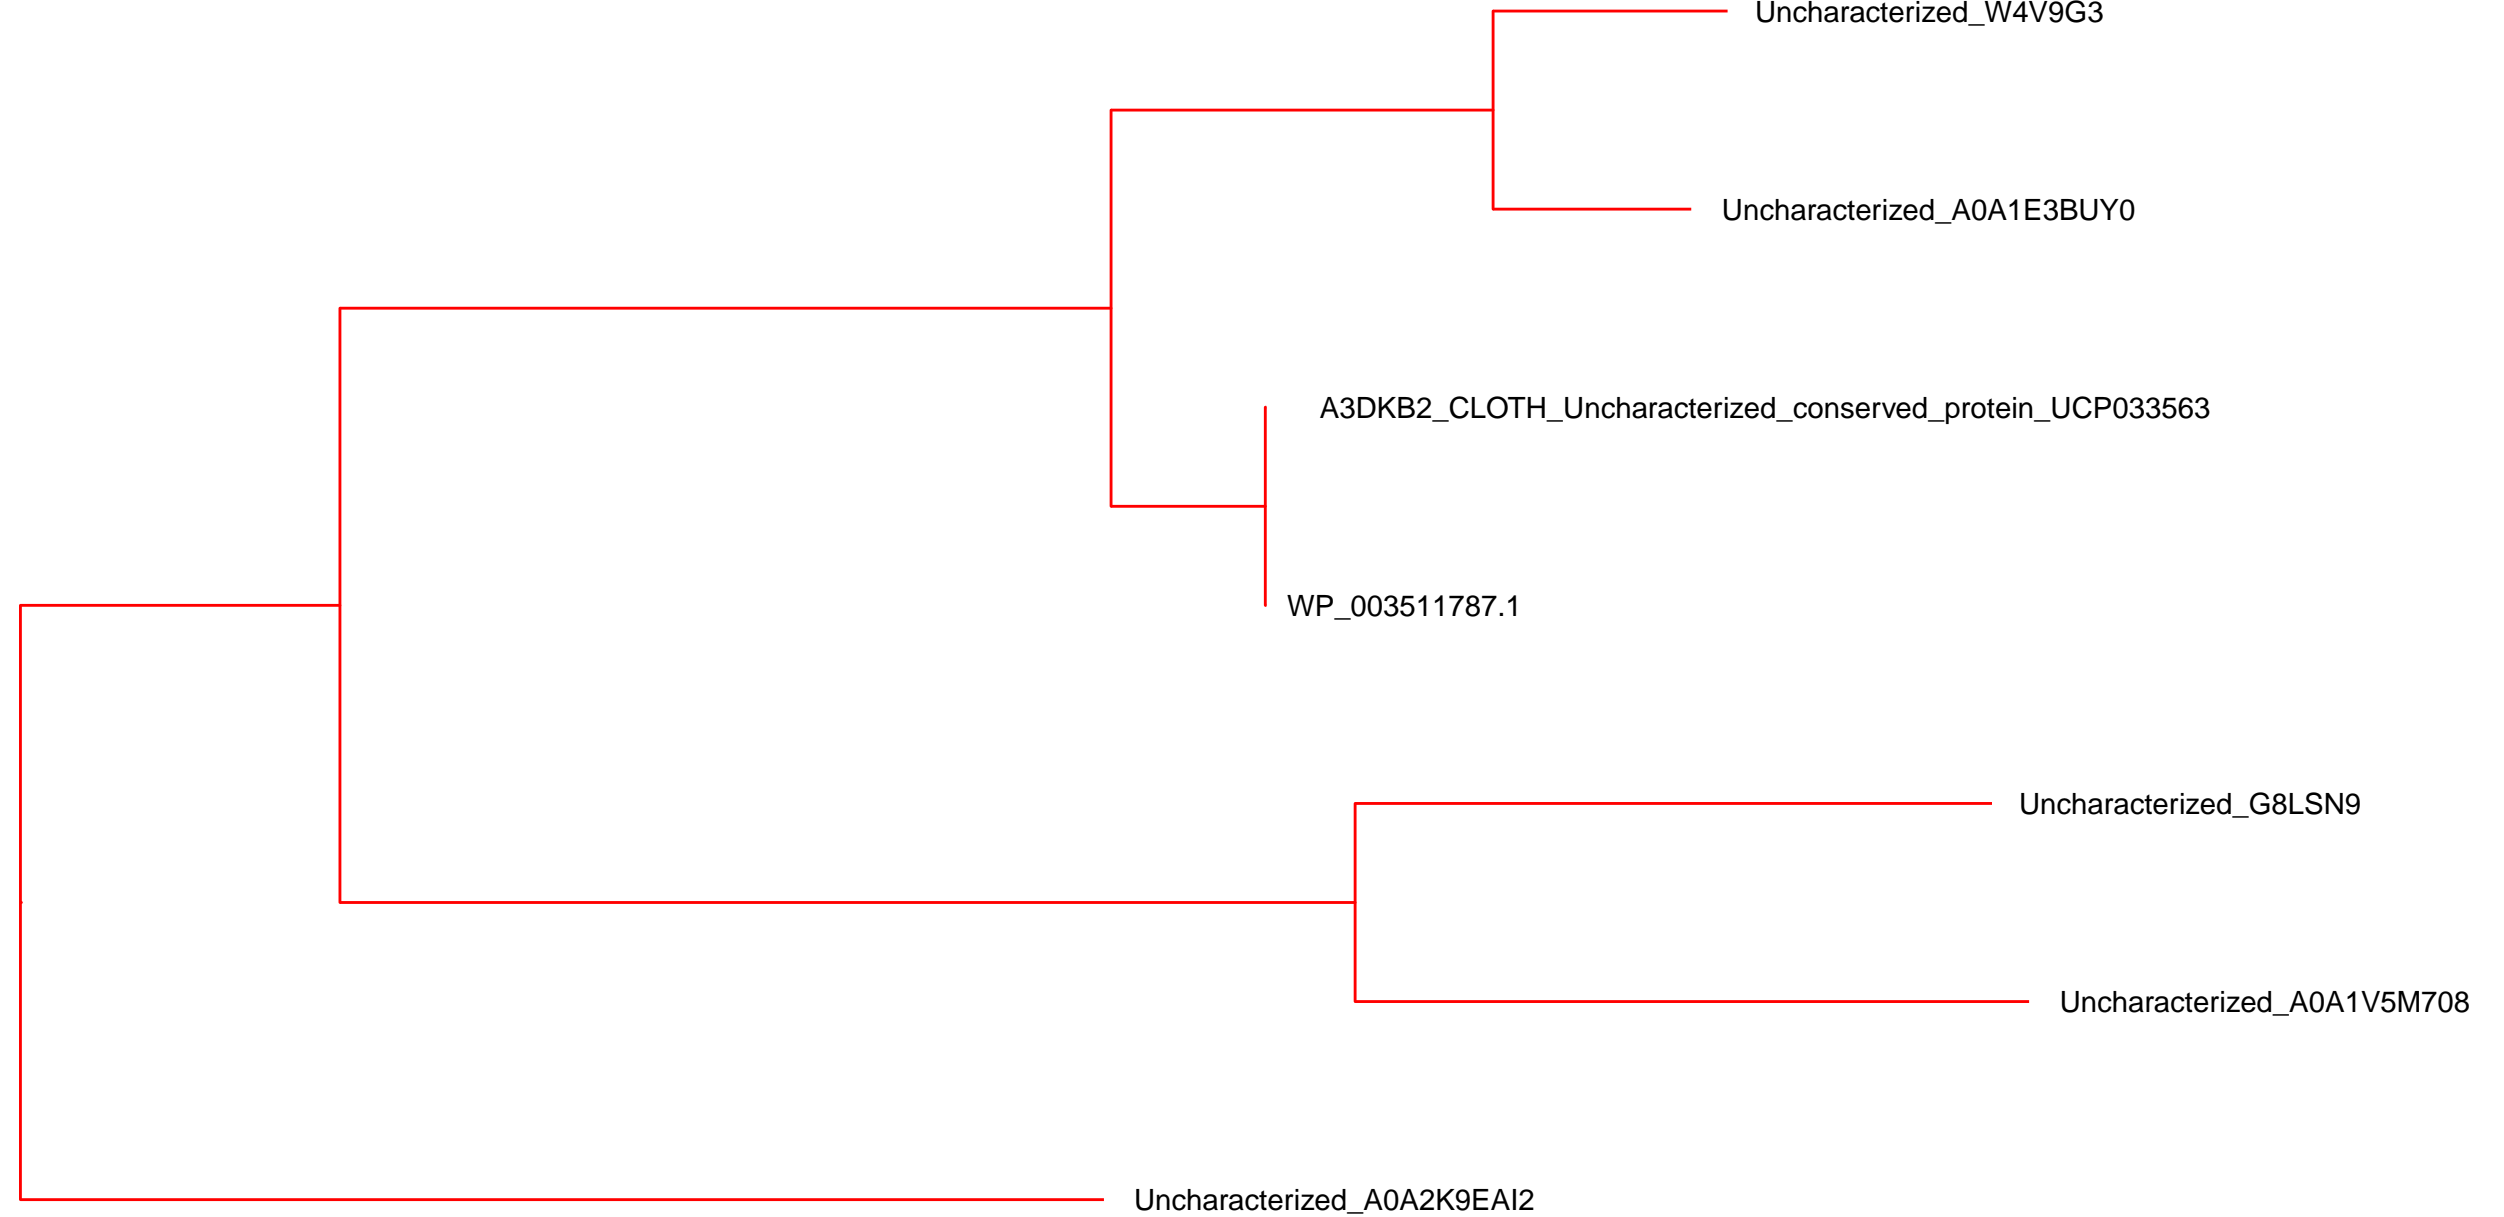 Uncharacterized_W4V9G3
Uncharacterized_A0A1E3BUY0
A3DKB2_CLOTH_Uncharacterized_conserved_protein_UCP033563
WP_003511787.1
Uncharacterized_G8LSN9
Uncharacterized_A0A1V5M708
Uncharacterized_A0A2K9EAI2